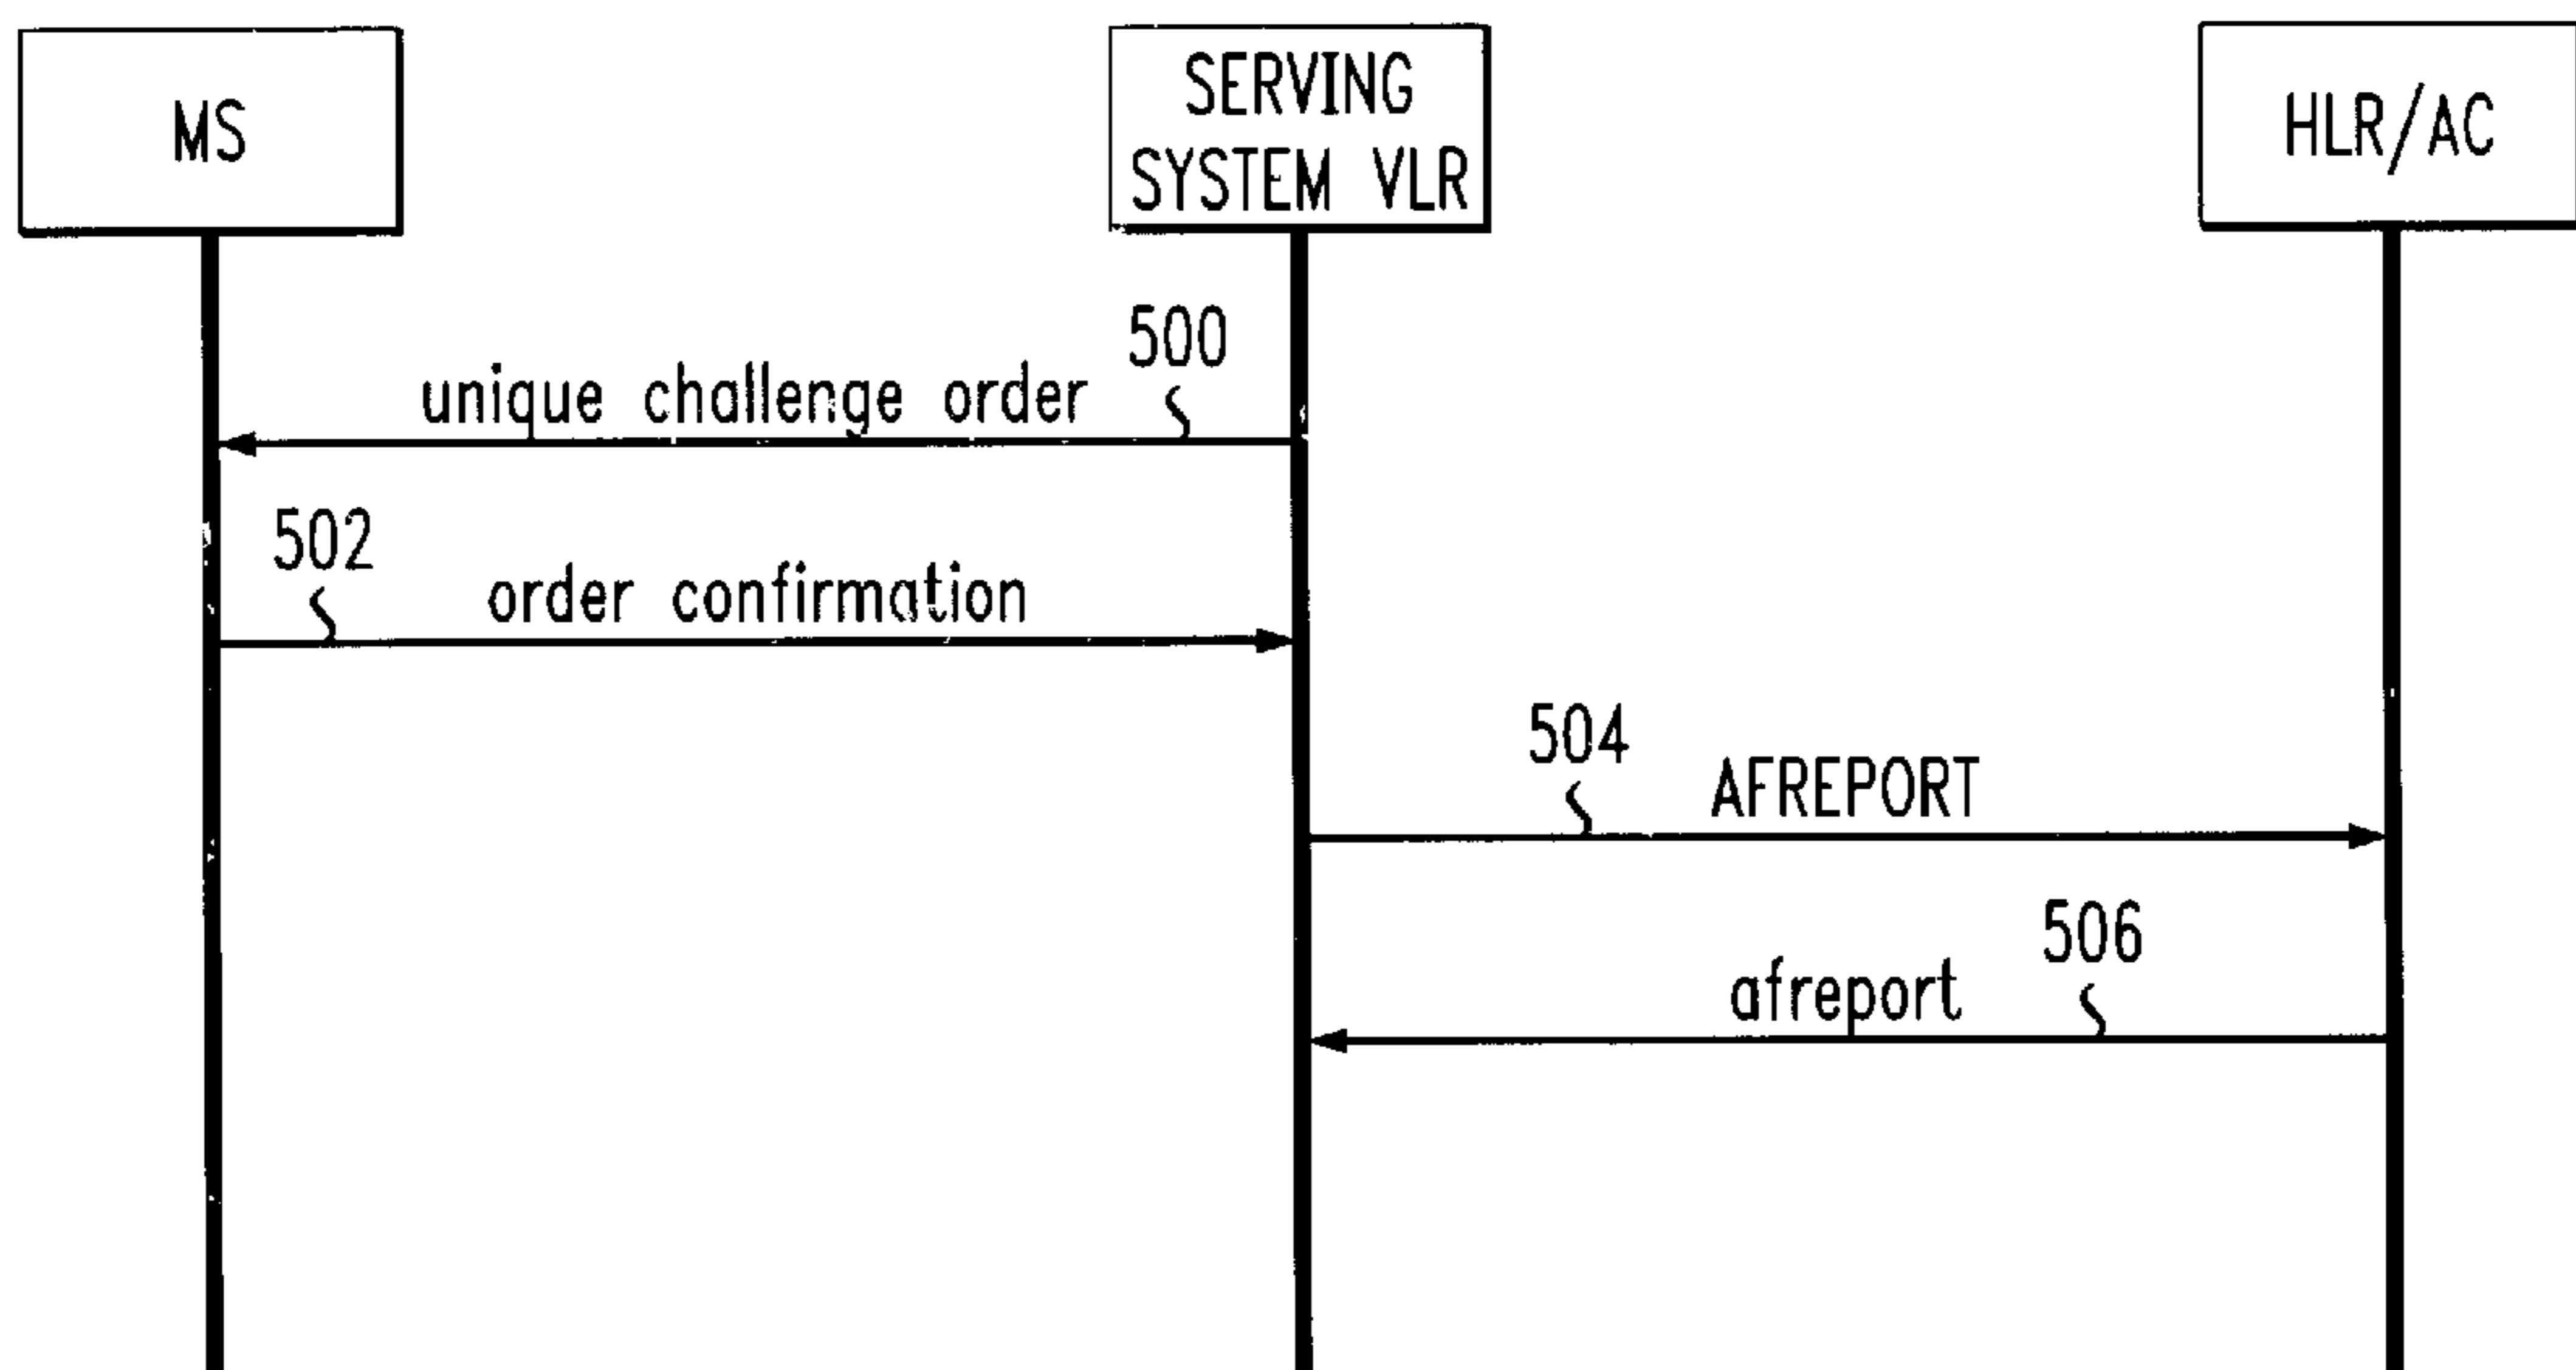 MS
SERVING
SYSTEM VLR
HLR/AC
500
unique challenge order
502
order confirmation
504
AFREPORT
506
afreport